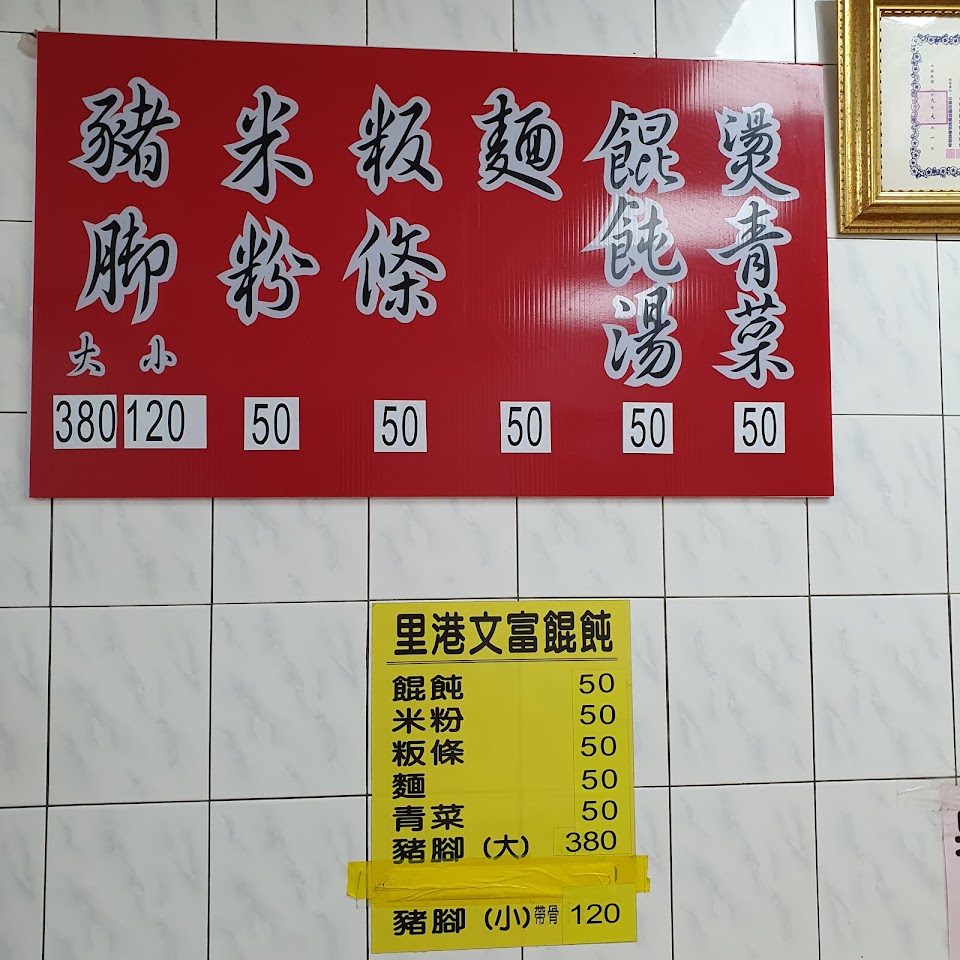 豬脚 大 小 380 120
米粉 50
粄條 50
麵 50
餛飩湯 50
燙青菜 50
里港文富餛飩
餛飩 50
米粉 50
粄條 50
麵 50
青菜 50
豬腳(大) 380
豬腳(小)帶骨 120